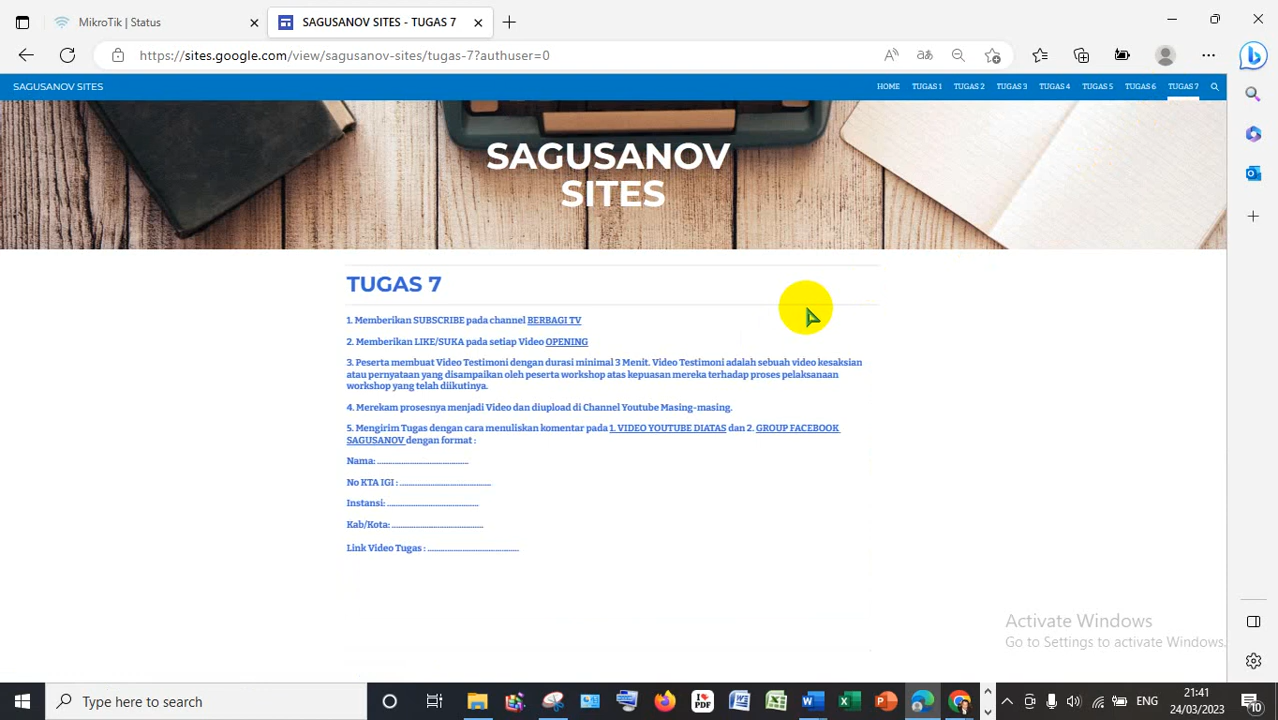 MikroTik | Status
SAGUSANOV SITES - TUGAS 7
https://sites.google.com/view/sagusanov-sites/tugas-7?authuser=0
SAGUSANOV SITES
HOME TUGAS 1 TUGAS 2 TUGAS 3 TUGAS 4 TUGAS 5 TUGAS 6 TUGAS 7
SAGUSANOV
SITES
TUGAS 7
1. Memberikan SUBSCRIBE pada channel BERBAGI TV
2. Memberikan LIKE/SUKA pada setiap Video OPENING
3. Peserta membuat Video Testimoni dengan durasi minimal 3 Menit. Video Testimoni adalah sebuah video kesaksian
atau pernyataan yang disampaikan oleh peserta workshop atas kepuasan mereka terhadap proses pelaksanaan
workshop yang telah diikutinya.
4. Merekam prosesnya menjadi Video dan diupload di Channel Youtube Masing-masing.
5. Mengirim Tugas dengan cara menuliskan komentar pada 1. VIDEO YOUTUBE DIATAS dan 2. GROUP FACEBOOK
SAGUSANOV dengan format :
Nama: ..............................................
No KTA IGI : ..............................................
Instansi: ..............................................
Kab/Kota: ..............................................
Link Video Tugas : ..............................................
Activate Windows
Go to Settings to activate Windows.
Type here to search
I PDF
ENG
21:41
24/03/2023
10